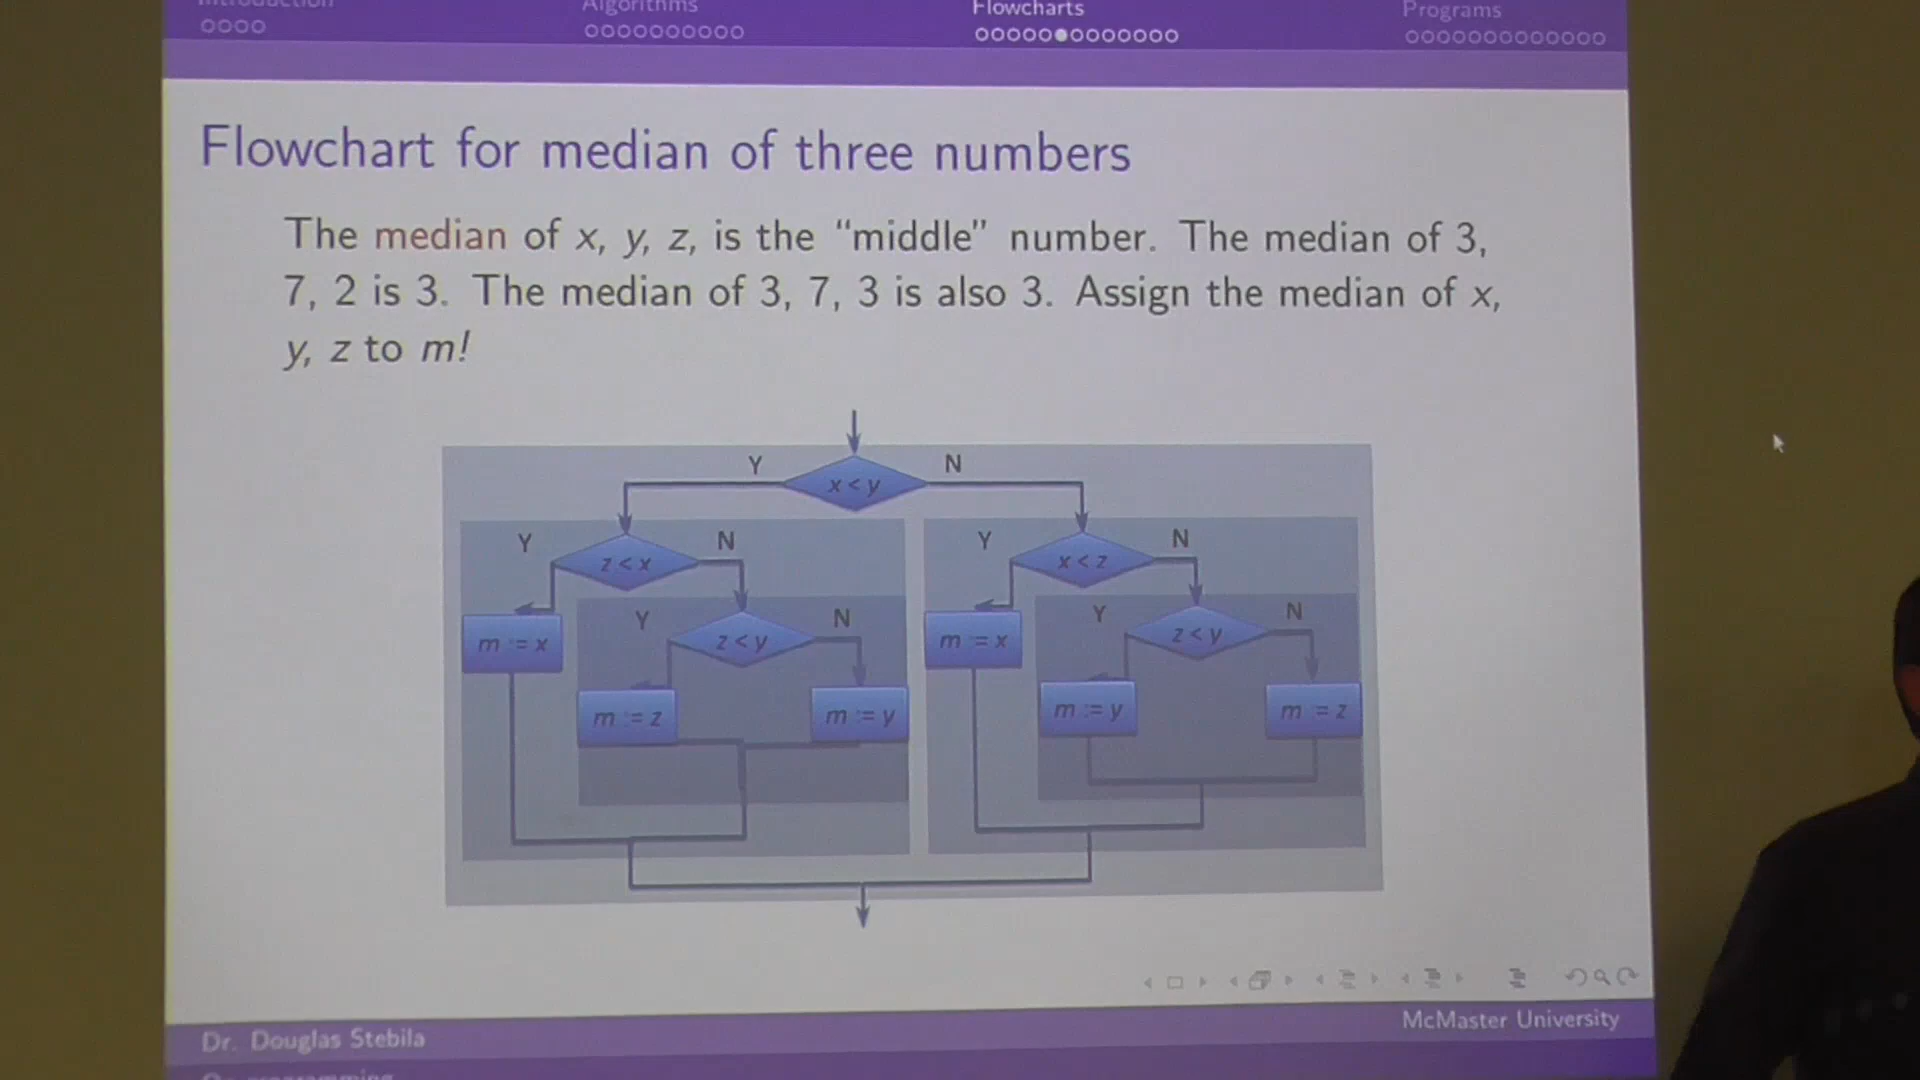 Introduction
Algorithms
Flowcharts
Programs
Flowchart for median of three numbers
The median of x, y, z, is the “middle” number. The median of 3,
7, 2 is 3. The median of 3, 7, 3 is also 3. Assign the median of x,
y, z to m!
Y
x < y
N
Y
z < x
N
Y
x < z
N
m := x
Y
z < y
N
m := x
Y
z < y
N
m := z
m := y
m := y
m := z
Dr. Douglas Stebila
McMaster University
On programming